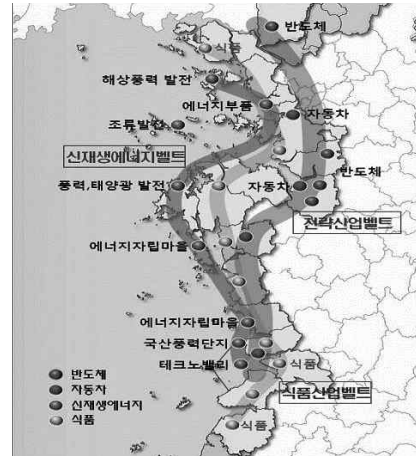 반도체
식품
해상풍력 발전
에너지부품
자동차
조류발전
신재생에너지벨트
반도체
풍력,태양광 발전
자동차
전략산업벨트
에너지자립마을
에너지자립마을
국산풍력단지
식품
테크노밸리
반도체
자동차
신재생에너지
식품
식품산업벨트
식품